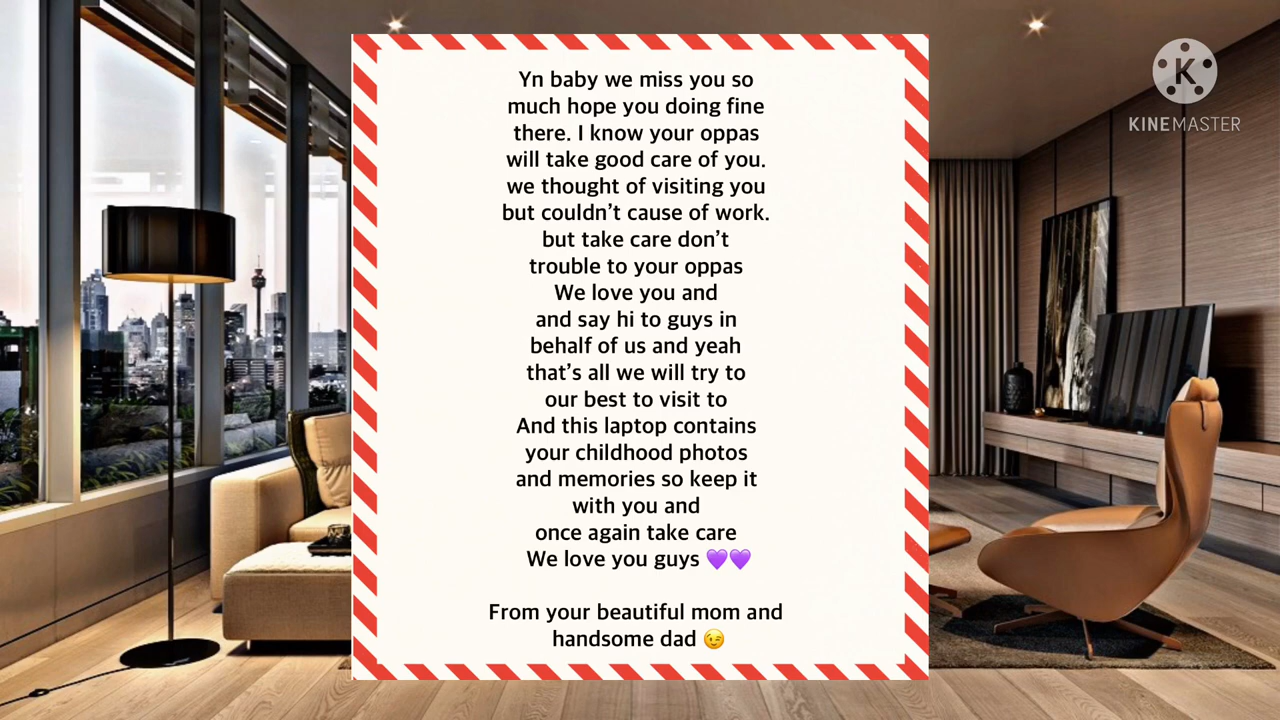 Yn baby we miss you so
much hope you doing fine
there. I know your oppas
will take good care of you.
we thought of visiting you
but couldn't cause of work.
but take care don't
trouble to your oppas
We love you and
and say hi to guys in
behalf of us and yeah
that's all we will try to
our best to visit to
And this laptop contains
your childhood photos
and memories so keep it
with you and
once again take care
We love you guys 💜💜
From your beautiful mom and
handsome dad 😉
K
KINEMASTER